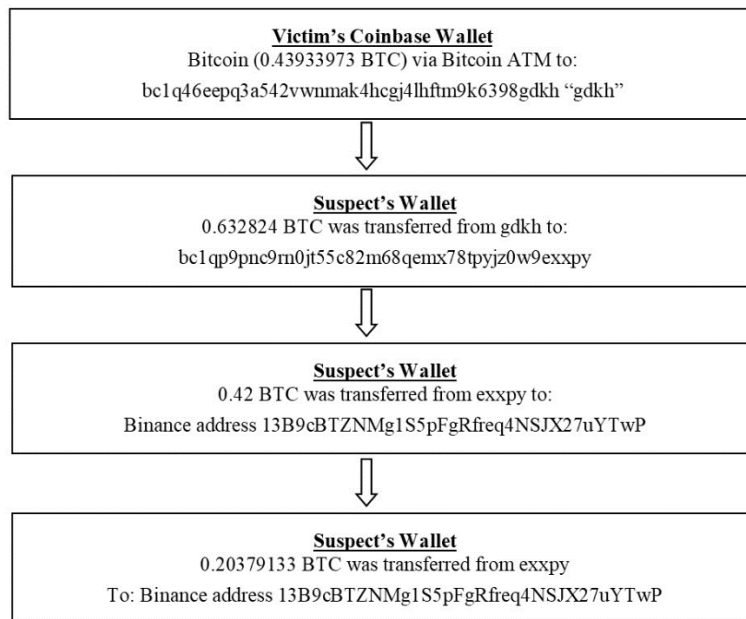 Victim's Coinbase Wallet
Bitcoin (0.43933973 BTC) via Bitcoin ATM to:
bc1q46eepq3a542vwnmak4hcgj4lhftm9k6398gdkh “gdkh”
Suspect's Wallet
0.632824 BTC was transferred from gdkh to:
bc1qp9pnc9rn0jt55c82m68qemx78tpyjz0w9exxpy
Suspect's Wallet
0.42 BTC was transferred from exxpy to:
Binance address 13B9cBTZNMg1S5pFgRfreq4NSJX27uYTwP
Suspect's Wallet
0.20379133 BTC was transferred from exxpy
To: Binance address 13B9cBTZNMg1S5pFgRfreq4NSJX27uYTwP